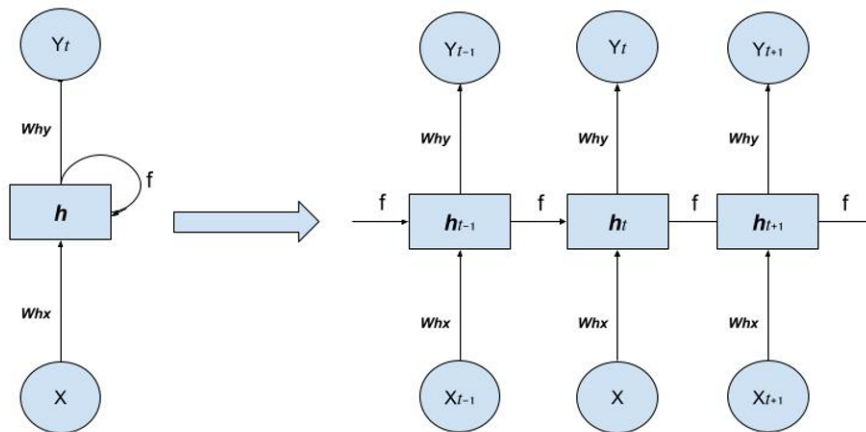 Yt
Why
f
h
Whx
X
Yt-1
Yt
Yt+1
Why
Why
Why
f
f
f
f
ht-1
ht
ht+1
Whx
Whx
Whx
Xt-1
X
Xt+1